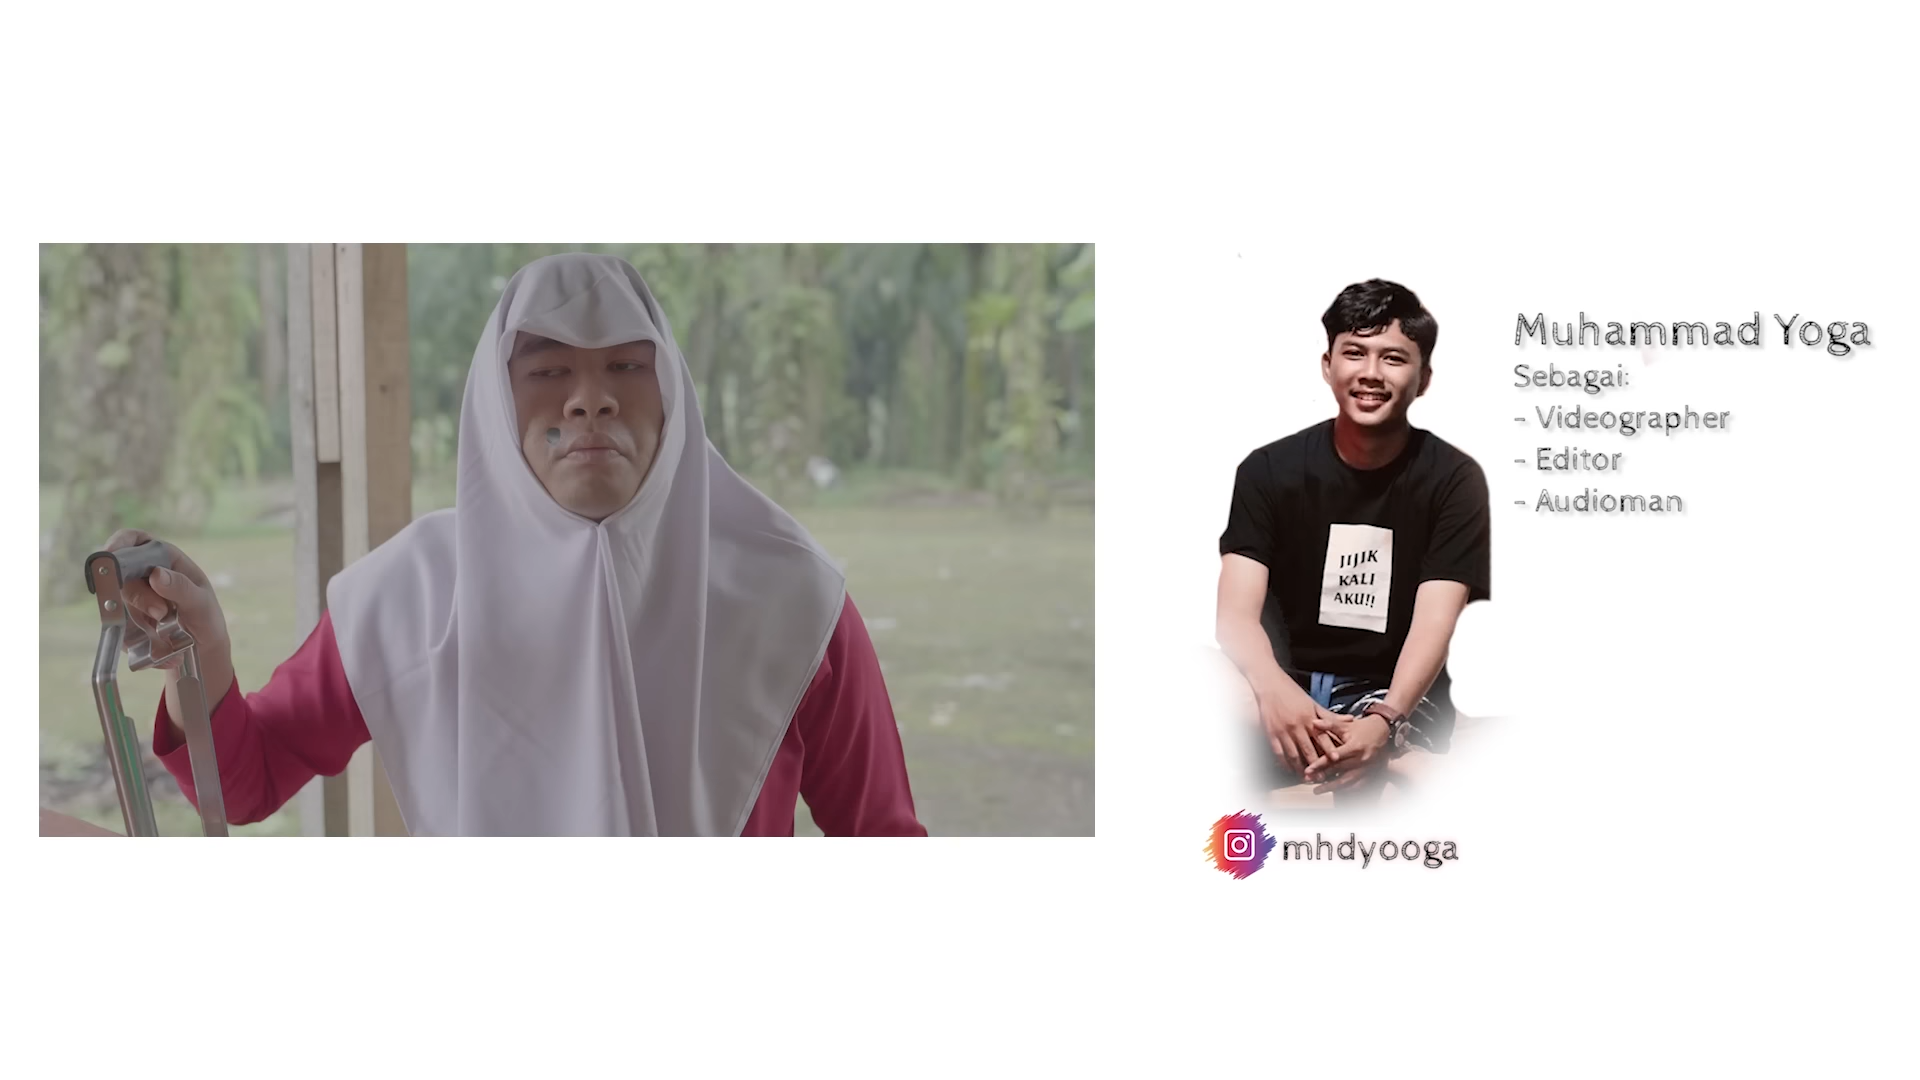 Muhammad Yoga
Sebagai:
- Videographer
- Editor
- Audioman
JIJIK
KALI
AKU!!
mhdyooga